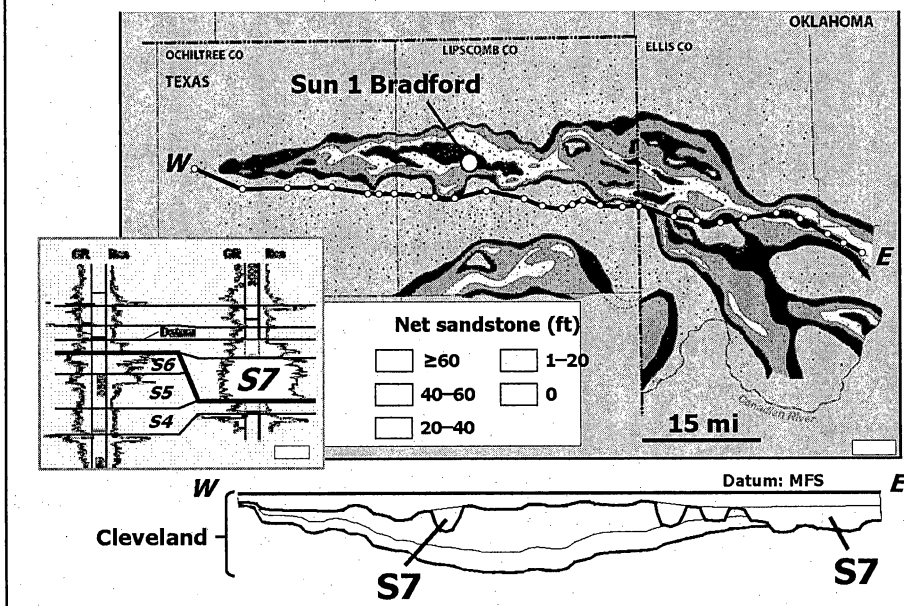 OKLAHOMA
OCHILTREE CO
LIPSCOMB CO
ELLIS CO
TEXAS
Sun 1 Bradford
W
E
GR Res GR Res
Datum
S6
S5
S7
S4
Net sandstone (ft)
≥60 1–20
40–60 0
20–40
15 mi
Canadian River
W Datum: MFS E
Cleveland
S7
S7